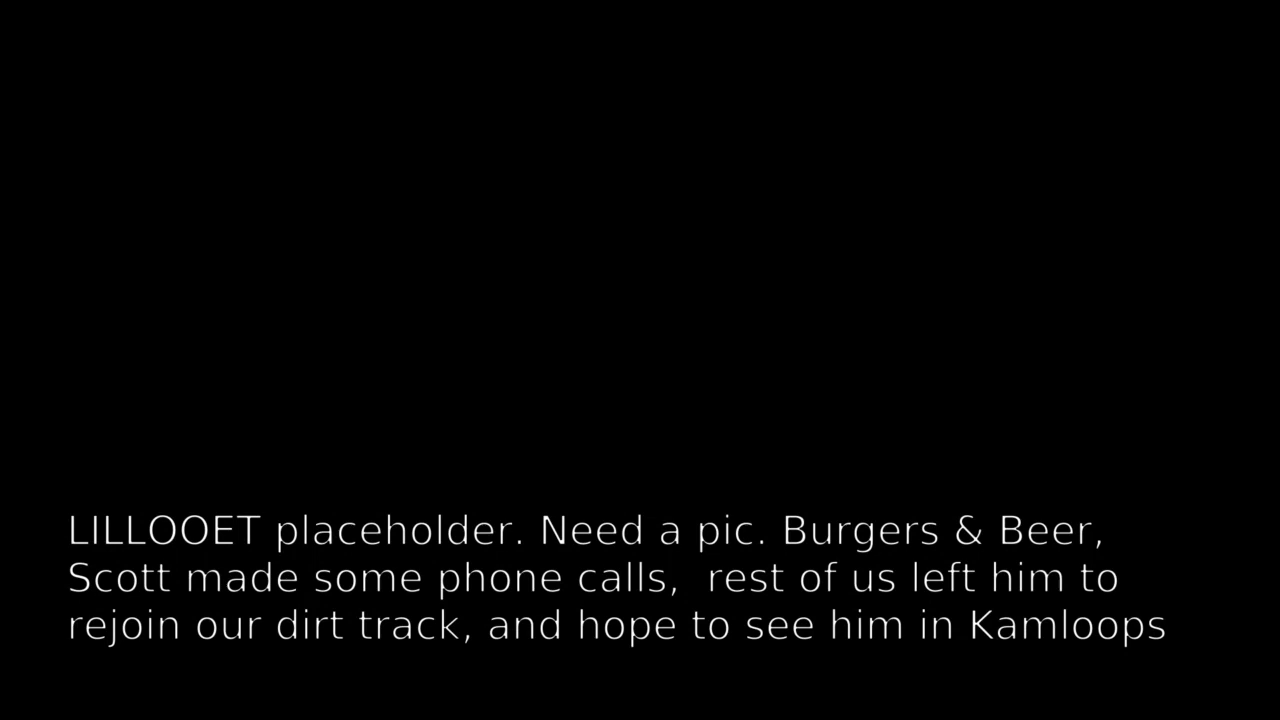 LILLOOET placeholder. Need a pic. Burgers & Beer,
Scott made some phone calls,  rest of us left him to
rejoin our dirt track, and hope to see him in Kamloops